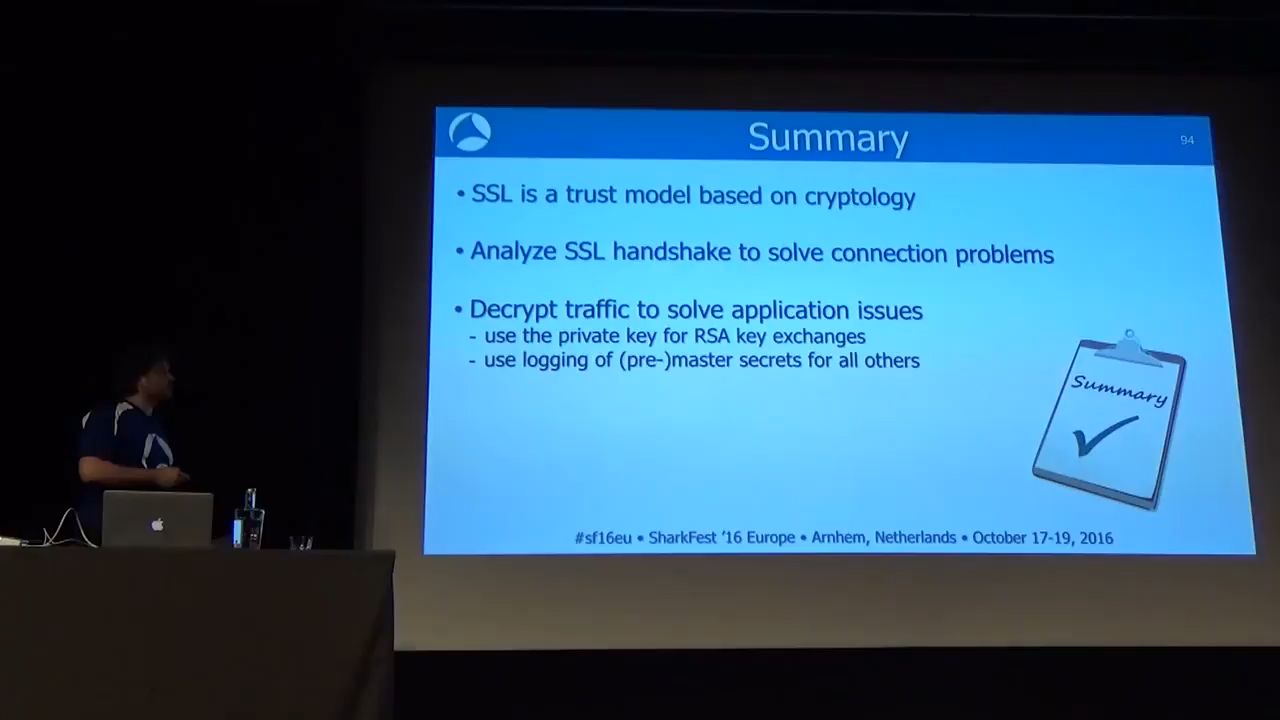 Summary
94
• SSL is a trust model based on cryptology
• Analyze SSL handshake to solve connection problems
• Decrypt traffic to solve application issues
- use the private key for RSA key exchanges
- use logging of (pre-)master secrets for all others
Summary
#sf16eu • SharkFest '16 Europe • Arnhem, Netherlands • October 17-19, 2016